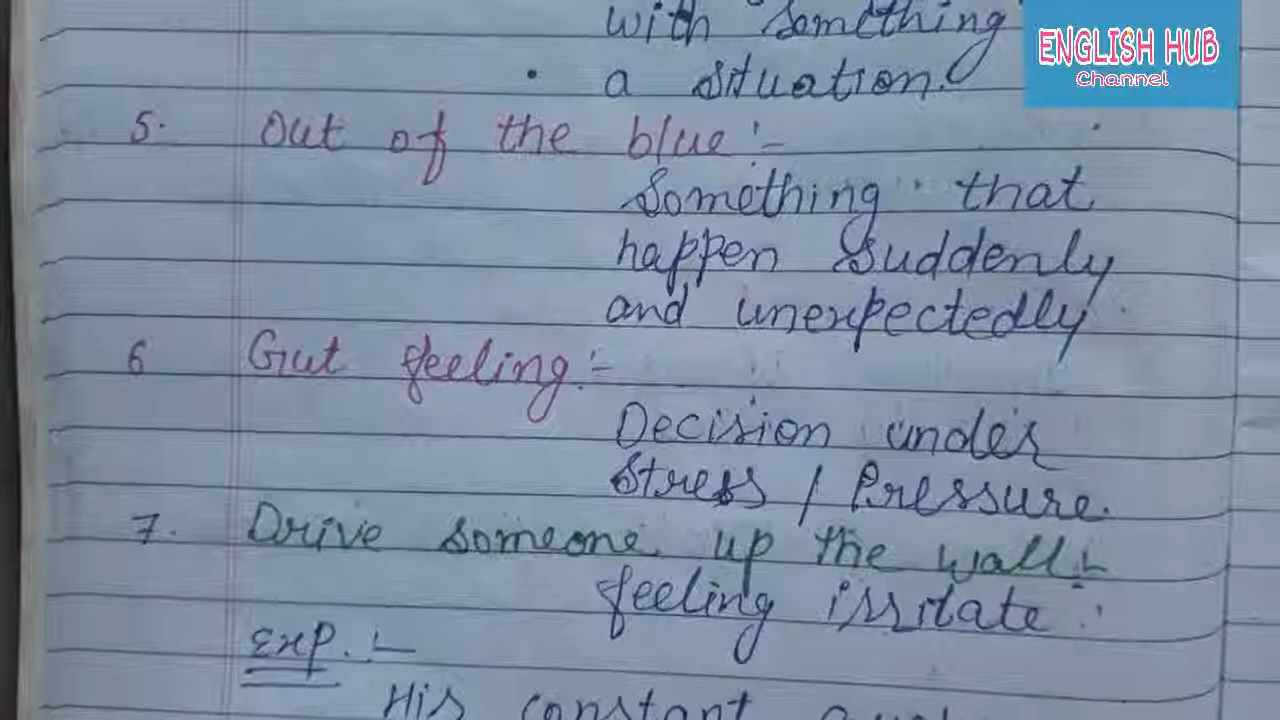 with something
a situation.
ENGLISH HUB
Channel
5. Out of the blue :-
Something that
happen suddenly
and unexpectedly
6 Gut feeling :-
Decision under
Stress / Pressure.
7. Drive someone up the wall :-
feeling irritate
Exp. :-
His constant